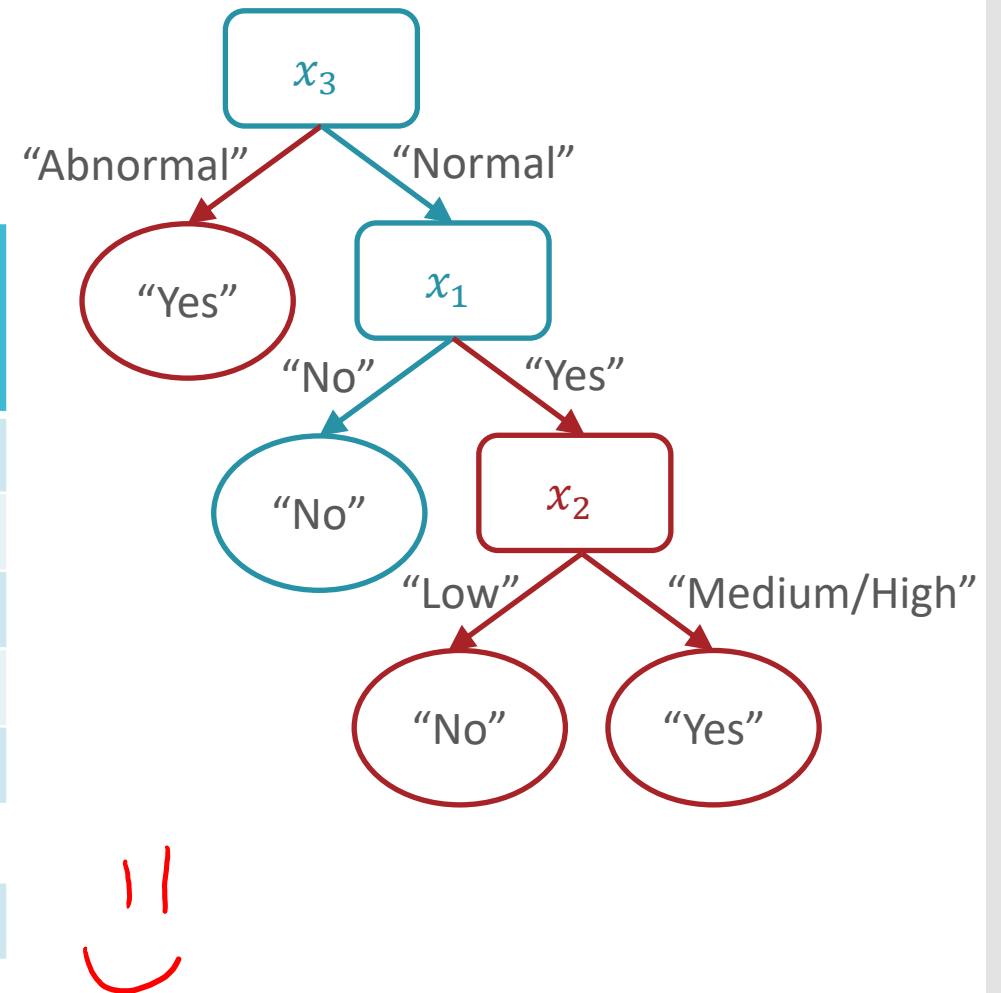 x₃
“Abnormal” “Normal”
“Yes” x₁
“No” “Yes”
“No” x₂
“Low” “Medium/High”
“No” “Yes”